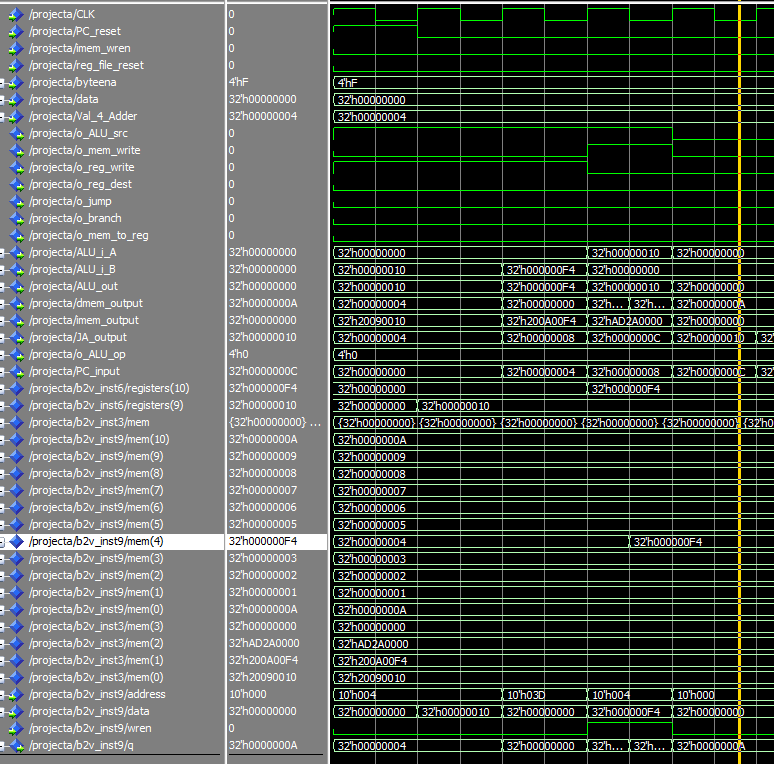 /projecta/CLK 0
/projecta/PC_reset 0
/projecta/imem_wren 0
/projecta/reg_file_reset 0
/projecta/byteena 4'hF 4'hF
/projecta/data 32'h00000000 32'h00000000
/projecta/Val_4_Adder 32'h00000004 32'h00000004
/projecta/o_ALU_src 0
/projecta/o_mem_write 0
/projecta/o_reg_write 0
/projecta/o_reg_dest 0
/projecta/o_jump 0
/projecta/o_branch 0
/projecta/o_mem_to_reg 0
/projecta/ALU_i_A 32'h00000000 32'h00000000 32'h00000010 32'h00000000
/projecta/ALU_i_B 32'h00000000 32'h00000010 32'h000000F4 32'h00000000
/projecta/ALU_out 32'h00000000 32'h00000010 32'h000000F4 32'h00000010 32'h00000000
/projecta/dmem_output 32'h0000000A 32'h00000004 32'h00000000 32'h... 32'h... 32'h0000000A
/projecta/imem_output 32'h00000000 32'h20090010 32'h200A00F4 32'hAD2A0000 32'h00000000
/projecta/JA_output 32'h00000010 32'h00000004 32'h00000008 32'h0000000C 32'h00000010 32'h
/projecta/o_ALU_op 4'h0 4'h0
/projecta/PC_input 32'h0000000C 32'h00000000 32'h00000004 32'h00000008 32'h0000000C 32'h
/projecta/b2v_inst6/registers(10) 32'h000000F4 32'h00000000 32'h000000F4
/projecta/b2v_inst6/registers(9) 32'h00000010 32'h00000000 32'h00000010
/projecta/b2v_inst3/mem {32'h00000000} ... {32'h00000000} {32'h00000000} {32'h00000000} {32'h00000000} {32'h00000000} {32'h0
/projecta/b2v_inst9/mem(10) 32'h0000000A 32'h0000000A
/projecta/b2v_inst9/mem(9) 32'h00000009 32'h00000009
/projecta/b2v_inst9/mem(8) 32'h00000008 32'h00000008
/projecta/b2v_inst9/mem(7) 32'h00000007 32'h00000007
/projecta/b2v_inst9/mem(6) 32'h00000006 32'h00000006
/projecta/b2v_inst9/mem(5) 32'h00000005 32'h00000005
/projecta/b2v_inst9/mem(4) 32'h000000F4 32'h00000004 32'h000000F4
/projecta/b2v_inst9/mem(3) 32'h00000003 32'h00000003
/projecta/b2v_inst9/mem(2) 32'h00000002 32'h00000002
/projecta/b2v_inst9/mem(1) 32'h00000001 32'h00000001
/projecta/b2v_inst9/mem(0) 32'h0000000A 32'h0000000A
/projecta/b2v_inst3/mem(3) 32'h00000000 32'h00000000
/projecta/b2v_inst3/mem(2) 32'hAD2A0000 32'hAD2A0000
/projecta/b2v_inst3/mem(1) 32'h200A00F4 32'h200A00F4
/projecta/b2v_inst3/mem(0) 32'h20090010 32'h20090010
/projecta/b2v_inst9/address 10'h000 10'h004 10'h03D 10'h004 10'h000
/projecta/b2v_inst9/data 32'h00000000 32'h00000000 32'h00000010 32'h00000000 32'h000000F4 32'h00000000
/projecta/b2v_inst9/wren 0
/projecta/b2v_inst9/q 32'h0000000A 32'h00000004 32'h00000000 32'h... 32'h... 32'h0000000A